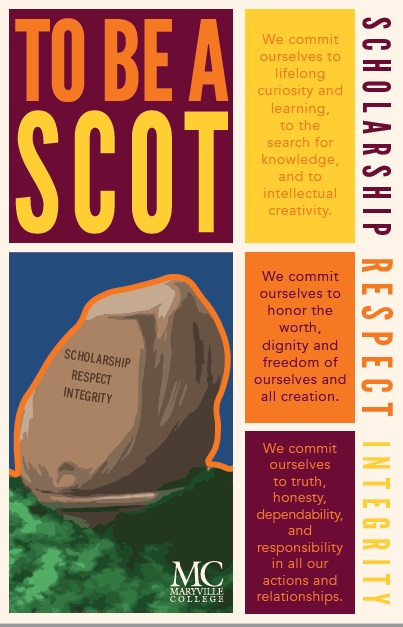 TO BE A
SCOT
We commit
ourselves to
lifelong
curiosity and
learning,
to the
search for
knowledge,
and to
intellectual
creativity.
SCHOLARSHIP
We commit
ourselves to
honor the
worth,
dignity and
freedom of
ourselves and
all creation.
RESPECT
SCHOLARSHIP
RESPECT
INTEGRITY
We commit
ourselves
to truth,
honesty,
dependability,
and
responsibility
in all our
actions and
relationships.
INTEGRITY
MC
MARYVILLE
COLLEGE